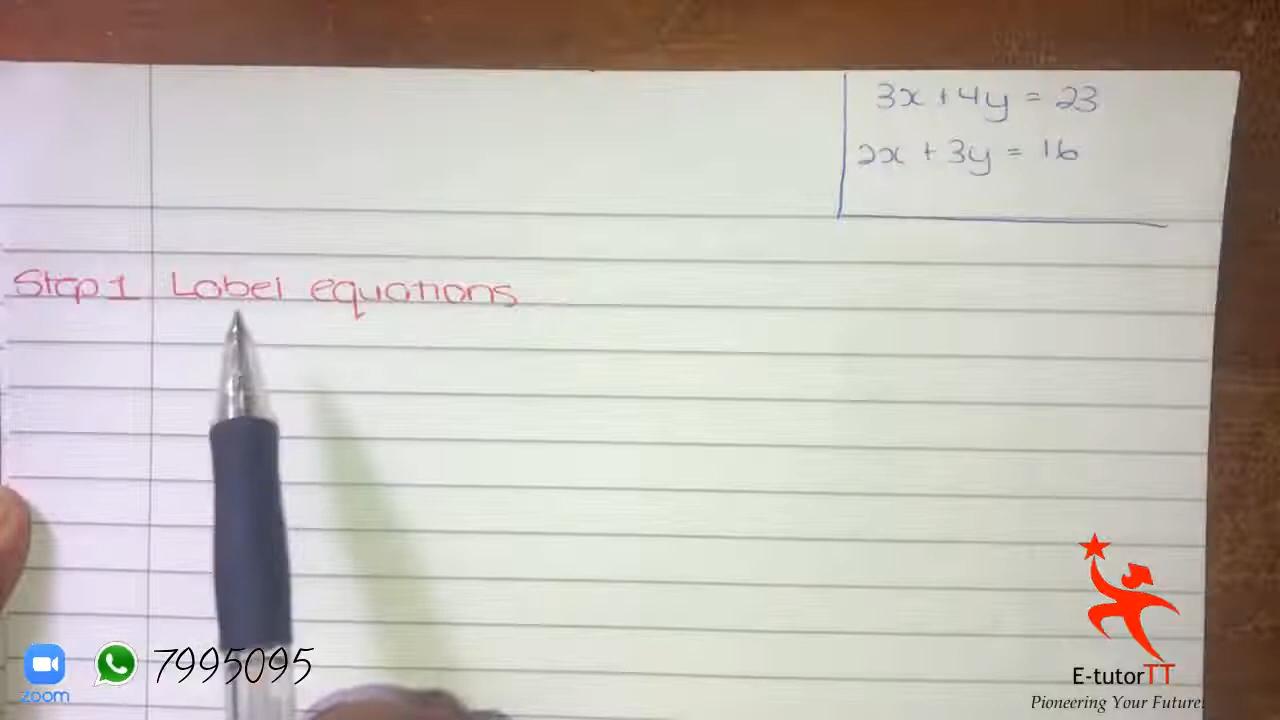 3x + 4y = 23
2x + 3y = 16
Step 1 Label equations
zoom
7995095
E-tutorTT
Pioneering Your Future!